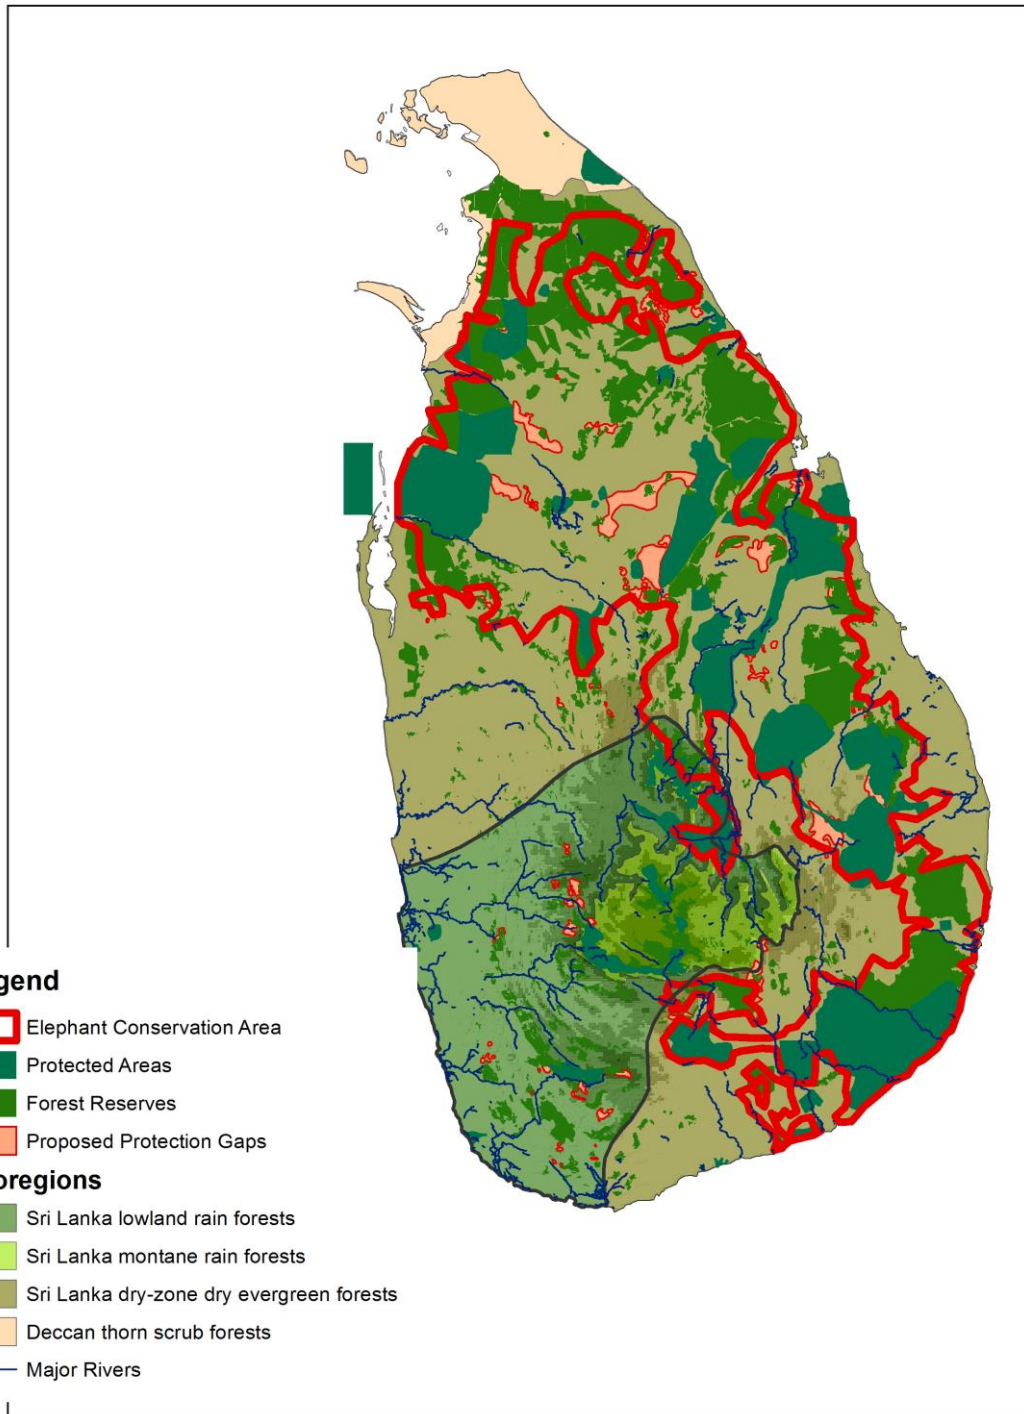 gend
Elephant Conservation Area
Protected Areas
Forest Reserves
Proposed Protection Gaps
oregions
Sri Lanka lowland rain forests
Sri Lanka montane rain forests
Sri Lanka dry-zone dry evergreen forests
Deccan thorn scrub forests
Major Rivers